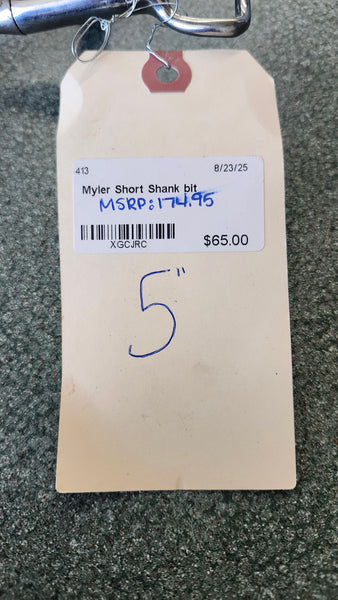 413 8/23/25
Myler Short Shank bit
MSRP: 174.95
XGCJRC $65.00
5"